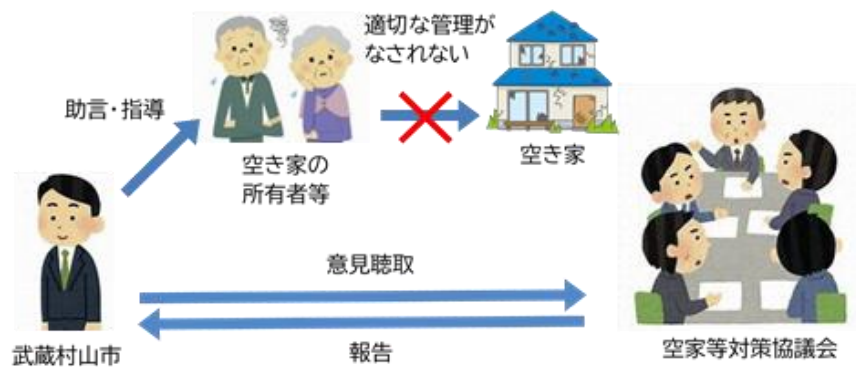 適切な管理が
なされない
助言・指導
空き家の
所有者等
空き家
意見聴取
報告
武蔵村山市
空家等対策協議会